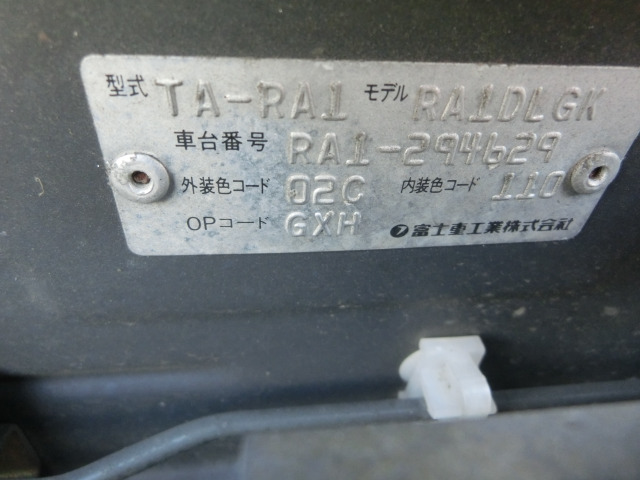 型式 TA-RA1 モデル RA1DLGK
車台番号 RA1-294629
外装色コード 02C 内装色コード 110
OPコード GXH 富士重工業株式会社